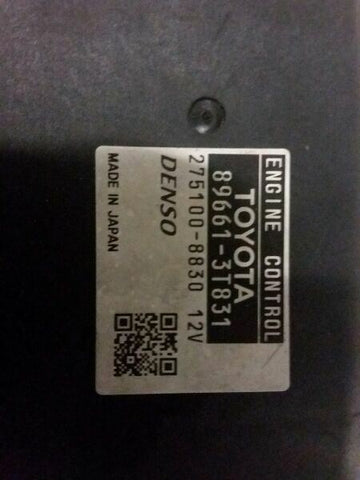 ENGINE CONTROL
TOYOTA
89661-3T831
275100-8830 12V
DENSO
MADE IN JAPAN